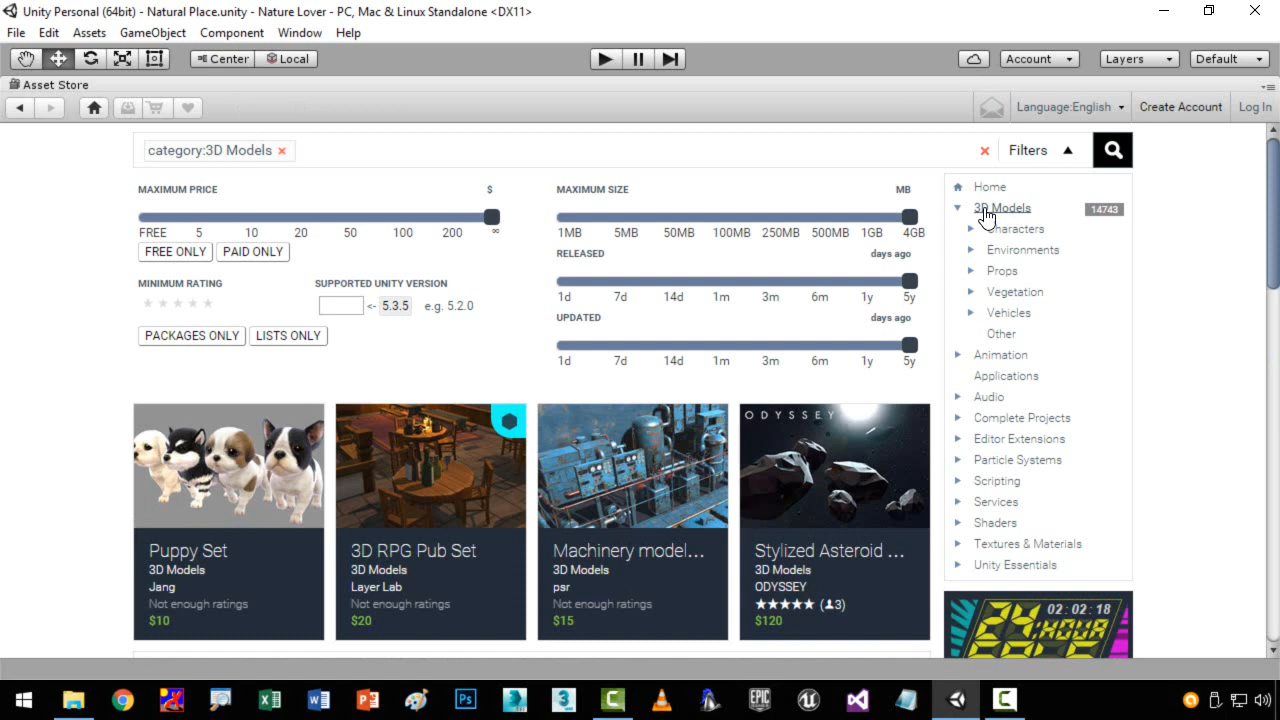 Unity Personal (64bit) - Natural Place.unity - Nature Lover - PC, Mac & Linux Standalone <DX11>
File Edit Assets GameObject Component Window Help
Center Local Account Layers Default
Asset Store
Language:English Create Account Log In
category:3D Models × × Filters
MAXIMUM PRICE $
FREE 5 10 20 50 100 200 ∞
FREE ONLY PAID ONLY
MINIMUM RATING
SUPPORTED UNITY VERSION
<- 5.3.5 e.g. 5.2.0
PACKAGES ONLY LISTS ONLY
MAXIMUM SIZE MB
1MB 5MB 50MB 100MB 250MB 500MB 1GB 4GB
RELEASED days ago
1d 7d 14d 1m 3m 6m 1y 5y
UPDATED days ago
1d 7d 14d 1m 3m 6m 1y 5y
Home
3D Models 14743
Characters
Environments
Props
Vegetation
Vehicles
Other
Animation
Applications
Audio
Complete Projects
Editor Extensions
Particle Systems
Scripting
Services
Shaders
Textures & Materials
Unity Essentials
Puppy Set
3D Models
Jang
Not enough ratings
$10
3D RPG Pub Set
3D Models
Layer Lab
Not enough ratings
$20
Machinery model...
3D Models
psr
Not enough ratings
$15
ODYSSEY
Stylized Asteroid ...
3D Models
ODYSSEY
(3)
$120
02:02:18
24:HOUR